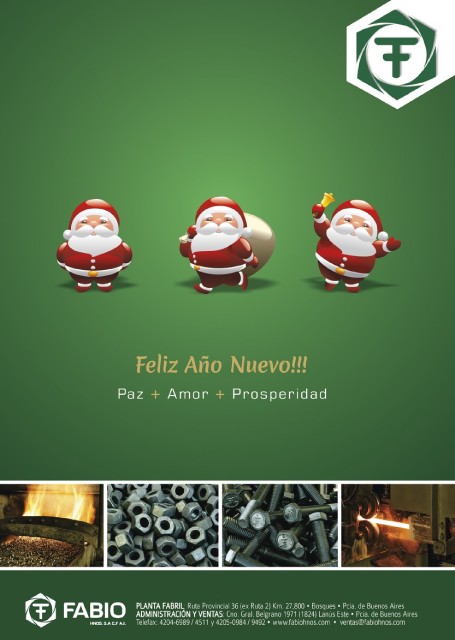 Feliz Año Nuevo!!!
Paz + Amor + Prosperidad
FABIO
HNOS. S.A C.F A.I.
PLANTA FABRIL, Ruta Provincial 36 (ex Ruta 2) Km. 27,800 • Bosques • Pcia. de Buenos Aires
ADMINISTRACIÓN Y VENTAS: Cno. Gral. Belgrano 1971 (1824) Lanús Este • Pcia. de Buenos Aires
Telefax: 4204-6989 / 4511 y 4205-0984 / 9492 • www.fabiohnos.com • ventas@fabiohnos.com